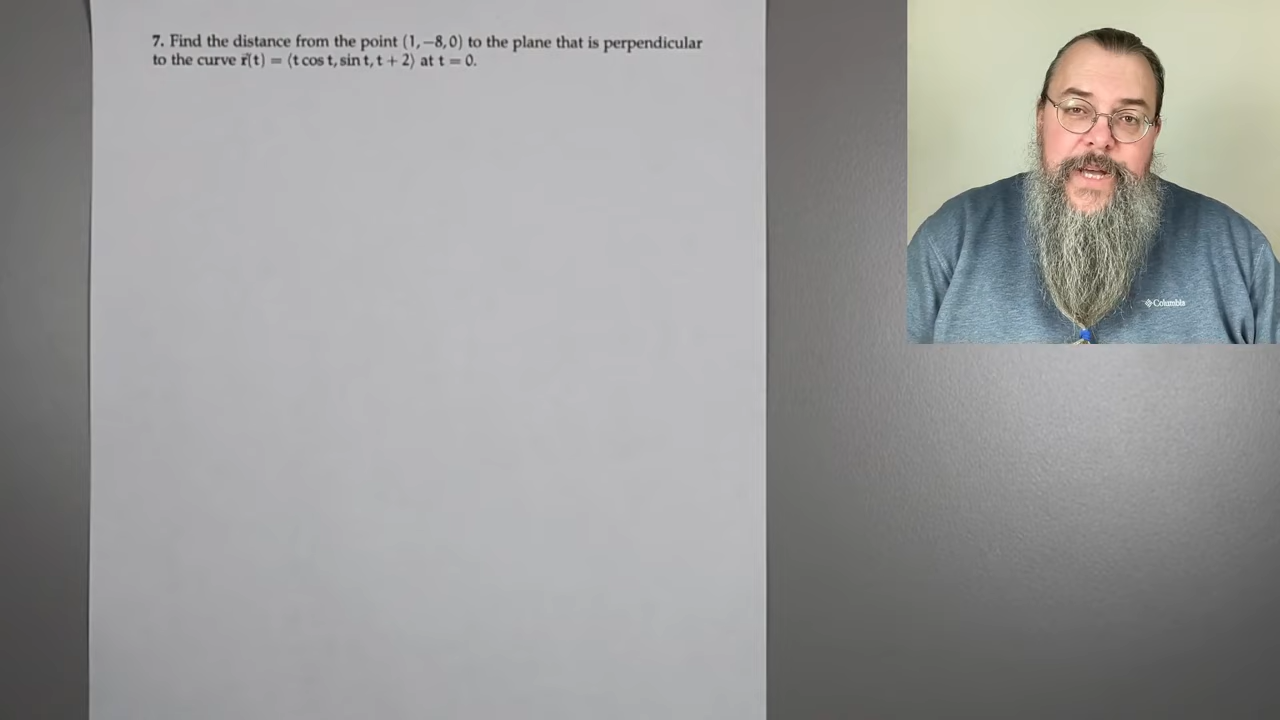 7. Find the distance from the point (1, −8, 0) to the plane that is perpendicular
to the curve r⃗(t) = ⟨t cos t, sin t, t + 2⟩ at t = 0.
Columbia